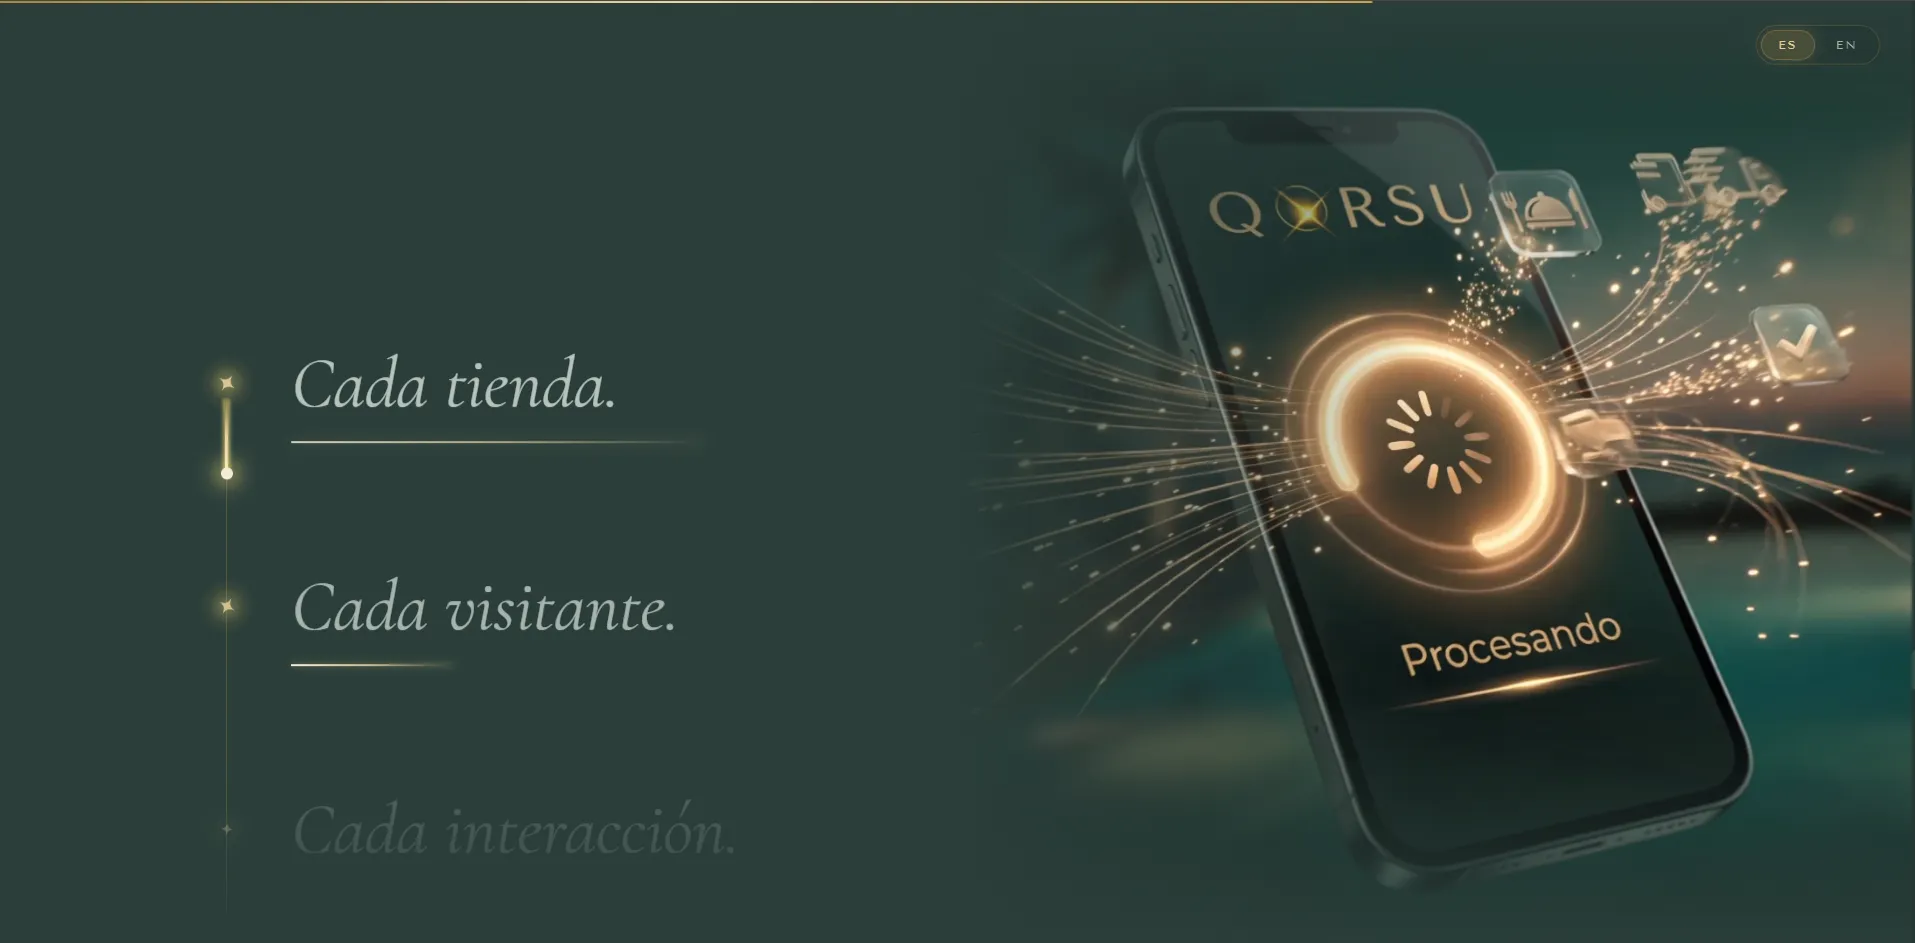 ES EN
QORSU
Cada tienda.
Cada visitante.
Procesando
Cada interacción.